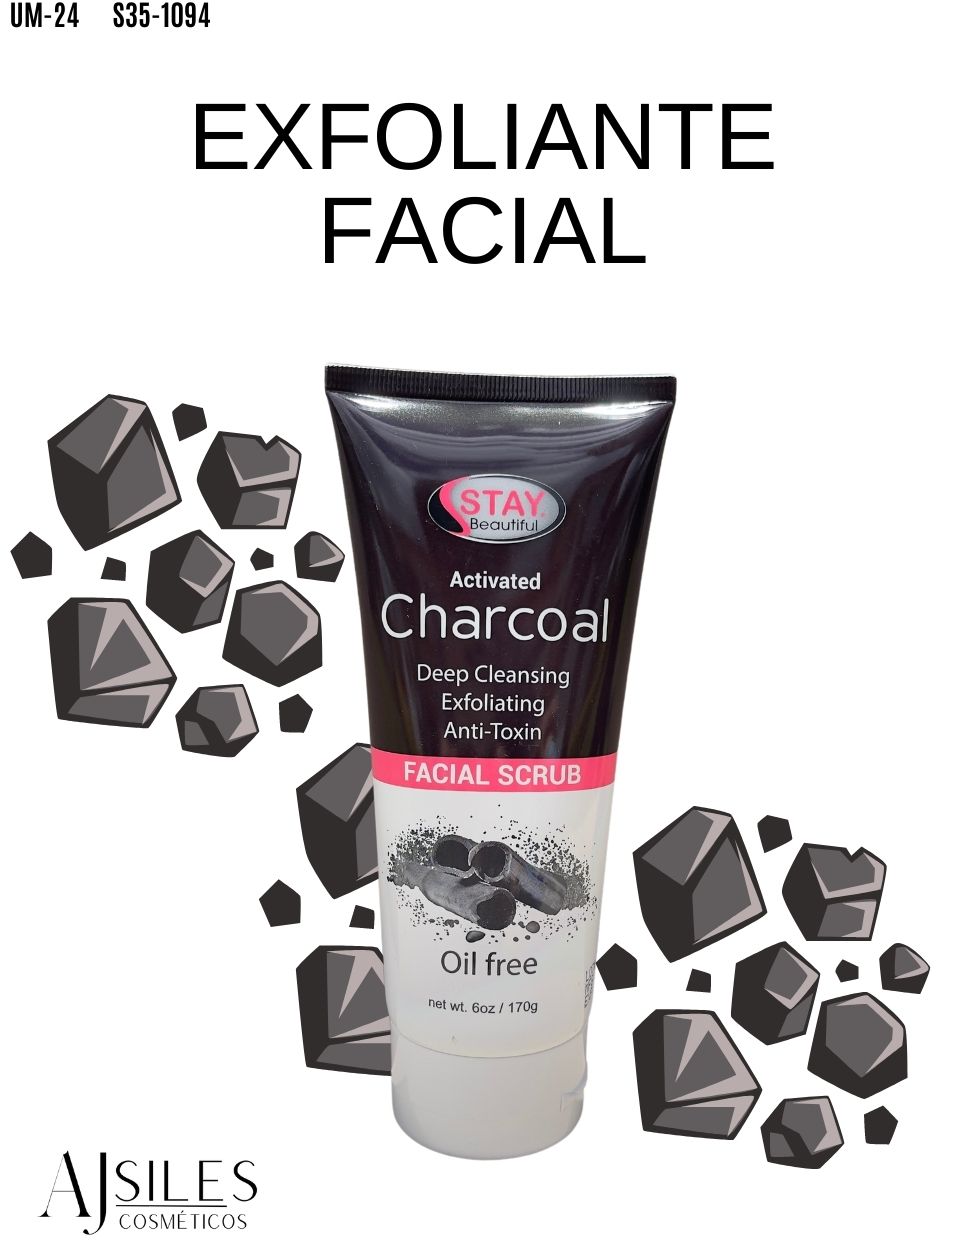 UM-24 S35-1094
EXFOLIANTE
FACIAL
STAY
Beautiful
Activated
Charcoal
Deep Cleansing
Exfoliating
Anti-Toxin
FACIAL SCRUB
Oil free
net wt. 6oz / 170g
AJSILES
COSMÉTICOS